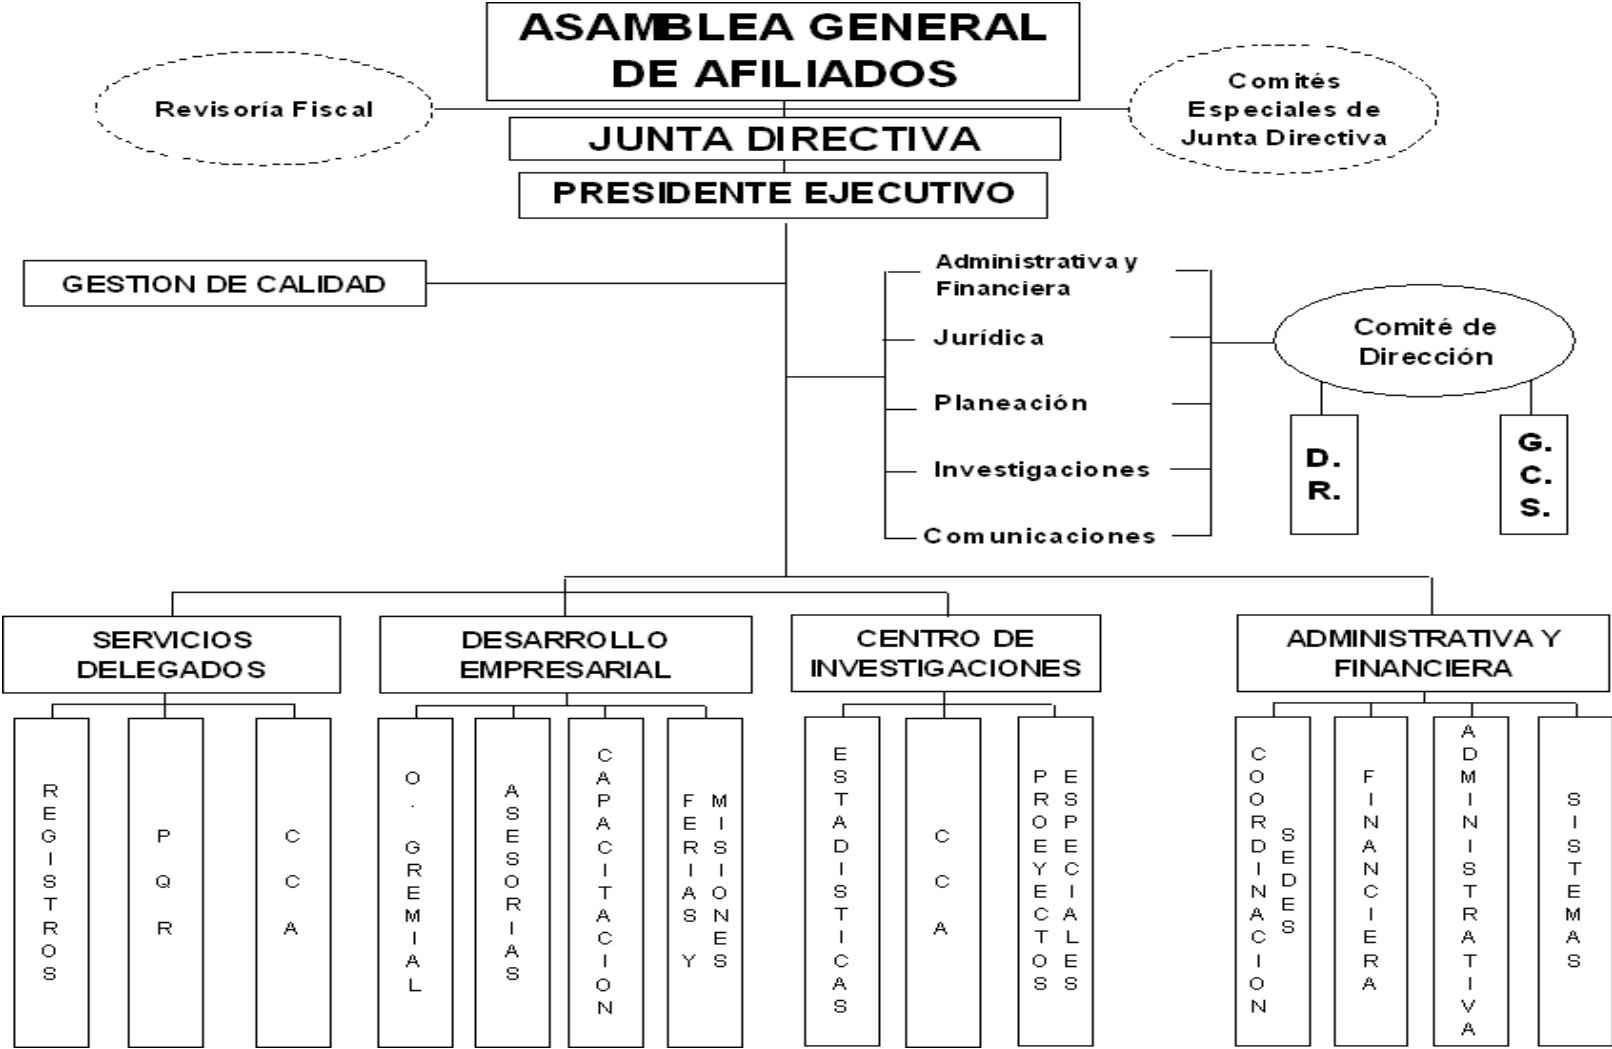 ASAMBLEA GENERAL
DE AFILIADOS
Revisoría Fiscal
Comités
Especiales de
Junta Directiva
JUNTA DIRECTIVA
PRESIDENTE EJECUTIVO
GESTION DE CALIDAD
Administrativa y
Financiera
Jurídica
Planeación
Investigaciones
Comunicaciones
Comité de
Dirección
D.
R.
G.
C.
S.
SERVICIOS
DELEGADOS
DESARROLLO
EMPRESARIAL
CENTRO DE
INVESTIGACIONES
ADMINISTRATIVA Y
FINANCIERA
REGISTROS
PQR
CCA
O. GREMIAL
ASESORIAS
CAPACITACION
FERIAS Y
MISIONES
ESTADISTICAS
CCA
PROEYECTOS
ESPECIALES
COORDINACION
SEDES
FINANCIERA
ADMINISTRATIVA
SISTEMAS